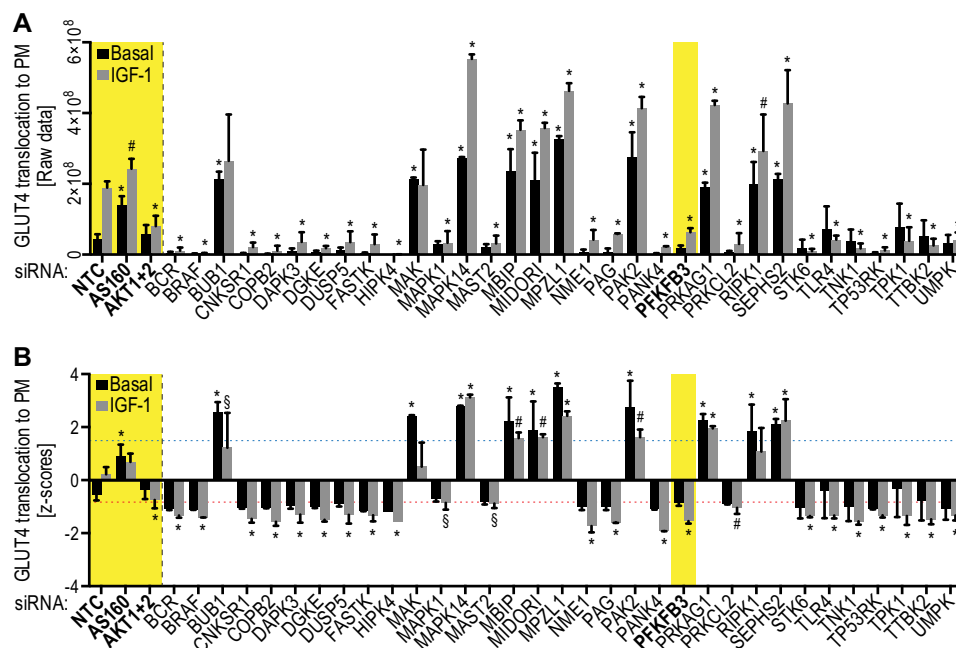 A
GLUT4 translocation to PM
[Raw data]
6×10⁸
4×10⁸
2×10⁸
0
Basal
IGF-1
* # * * * * * * * * * * * * * * * * * * * * * * * * * * * * * * * * * # * * * * * * * * *
siRNA:
NTC
AS160
AKT1+2
BCR
BRAF
BUB1
CNKSR1
COPB2
DAPK3
DGKE
DUSP5
FASTK
HIPK4
MAK
MAPK1
MAPK14
MAST2
MBIP
MIDORI
MPZL1
NME1
PAG
PAK2
PANK4
PFKFB3
PRKAG1
PRKCL2
RIPK1
SEPHS2
STK6
TLR4
TNK1
TP53RK
TPK1
TTBK2
UMPK
B
GLUT4 translocation to PM
[z-scores]
4
2
0
-2
-4
Basal
IGF-1
* * * * * § * * * * * * * * * § * * § * # * # * * * * * # * * * * # * * * * * * * * * *
siRNA:
NTC
AS160
AKT1+2
BCR
BRAF
BUB1
CNKSR1
COPB2
DAPK3
DGKE
DUSP5
FASTK
HIPK4
MAK
MAPK1
MAPK14
MAST2
MBIP
MIDORI
MPZL1
NME1
PAG
PAK2
PANK4
PFKFB3
PRKAG1
PRKCL2
RIPK1
SEPHS2
STK6
TLR4
TNK1
TP53RK
TPK1
TTBK2
UMPK